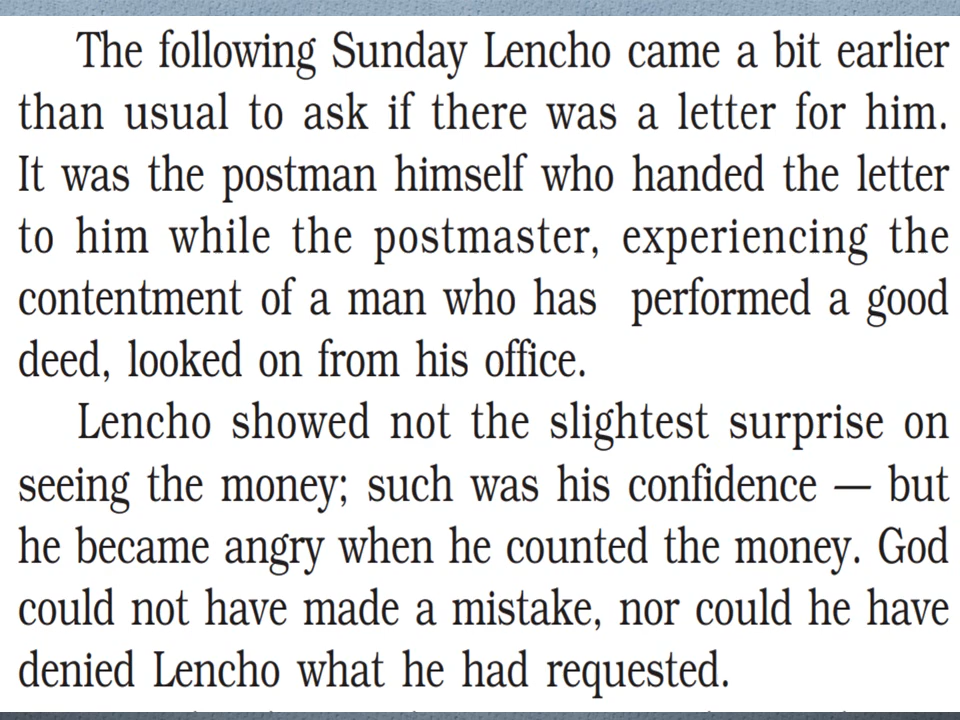 The following Sunday Lencho came a bit earlier
than usual to ask if there was a letter for him.
It was the postman himself who handed the letter
to him while the postmaster, experiencing the
contentment of a man who has performed a good
deed, looked on from his office.
Lencho showed not the slightest surprise on
seeing the money; such was his confidence — but
he became angry when he counted the money. God
could not have made a mistake, nor could he have
denied Lencho what he had requested.